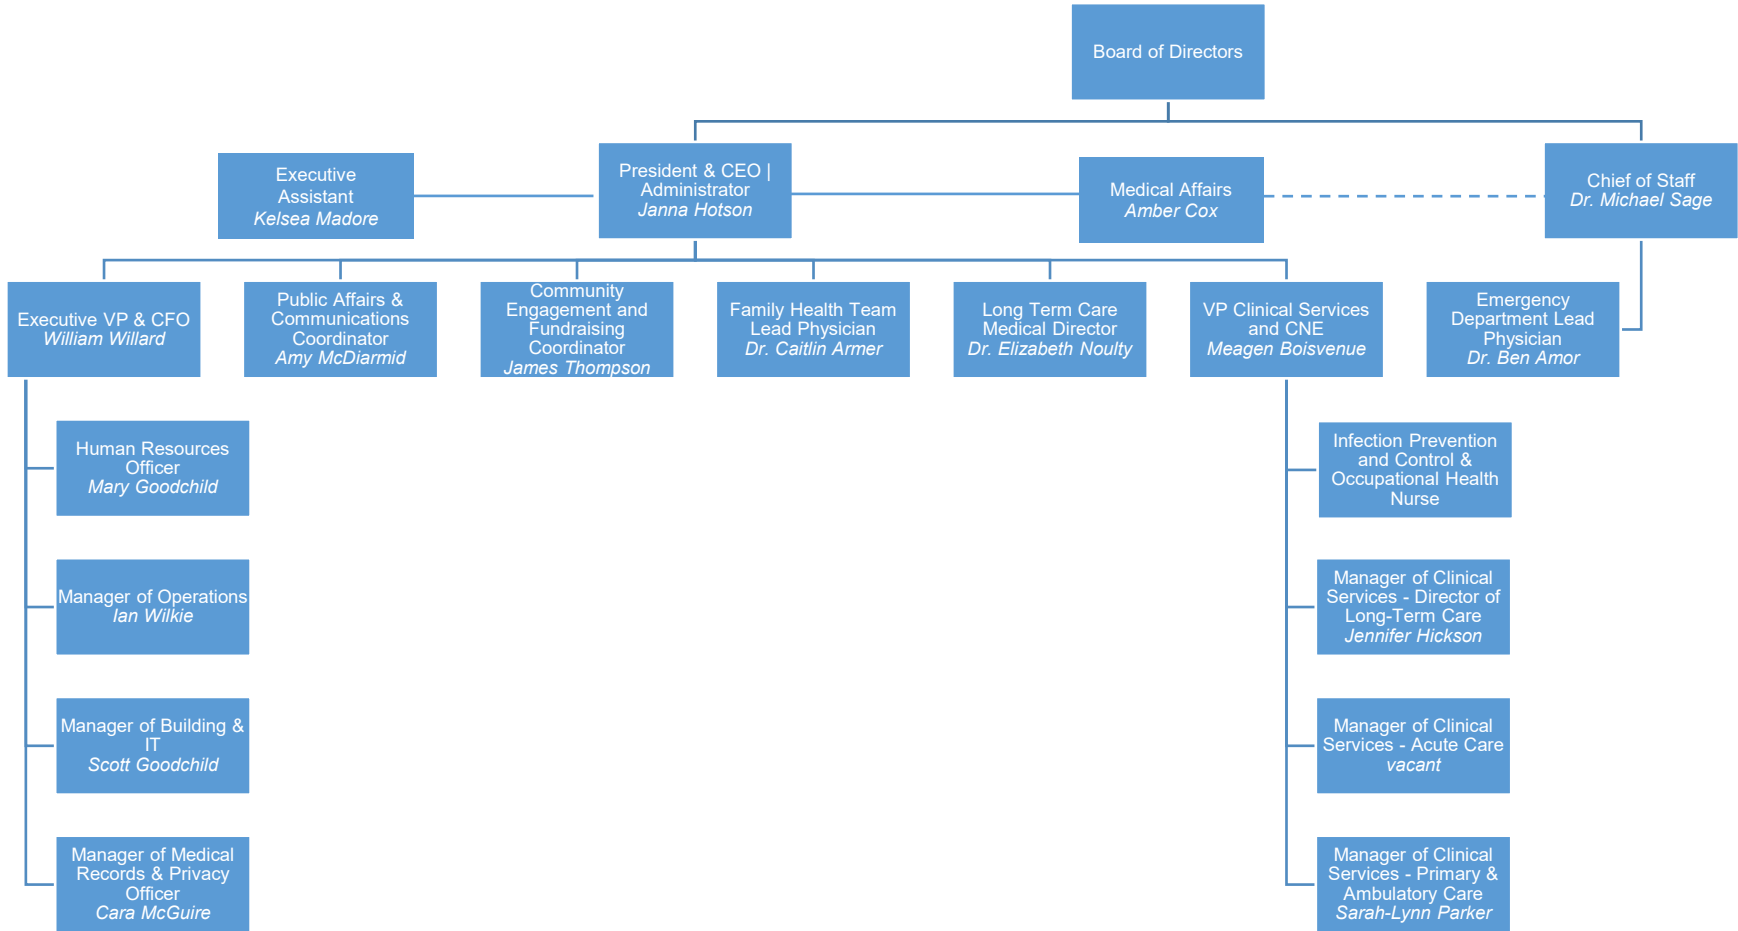 Board of Directors
Executive
Assistant
Kelsea Madore
President & CEO |
Administrator
Janna Hotson
Medical Affairs
Amber Cox
Chief of Staff
Dr. Michael Sage
Executive VP & CFO
William Willard
Public Affairs &
Communications
Coordinator
Amy McDiarmid
Community
Engagement and
Fundraising
Coordinator
James Thompson
Family Health Team
Lead Physician
Dr. Caitlin Armer
Long Term Care
Medical Director
Dr. Elizabeth Noulty
VP Clinical Services
and CNE
Meagen Boisvenue
Emergency
Department Lead
Physician
Dr. Ben Amor
Human Resources
Officer
Mary Goodchild
Manager of Operations
Ian Wilkie
Manager of Building &
IT
Scott Goodchild
Manager of Medical
Records & Privacy
Officer
Cara McGuire
Infection Prevention
and Control &
Occupational Health
Nurse
Manager of Clinical
Services - Director of
Long-Term Care
Jennifer Hickson
Manager of Clinical
Services - Acute Care
vacant
Manager of Clinical
Services - Primary &
Ambulatory Care
Sarah-Lynn Parker